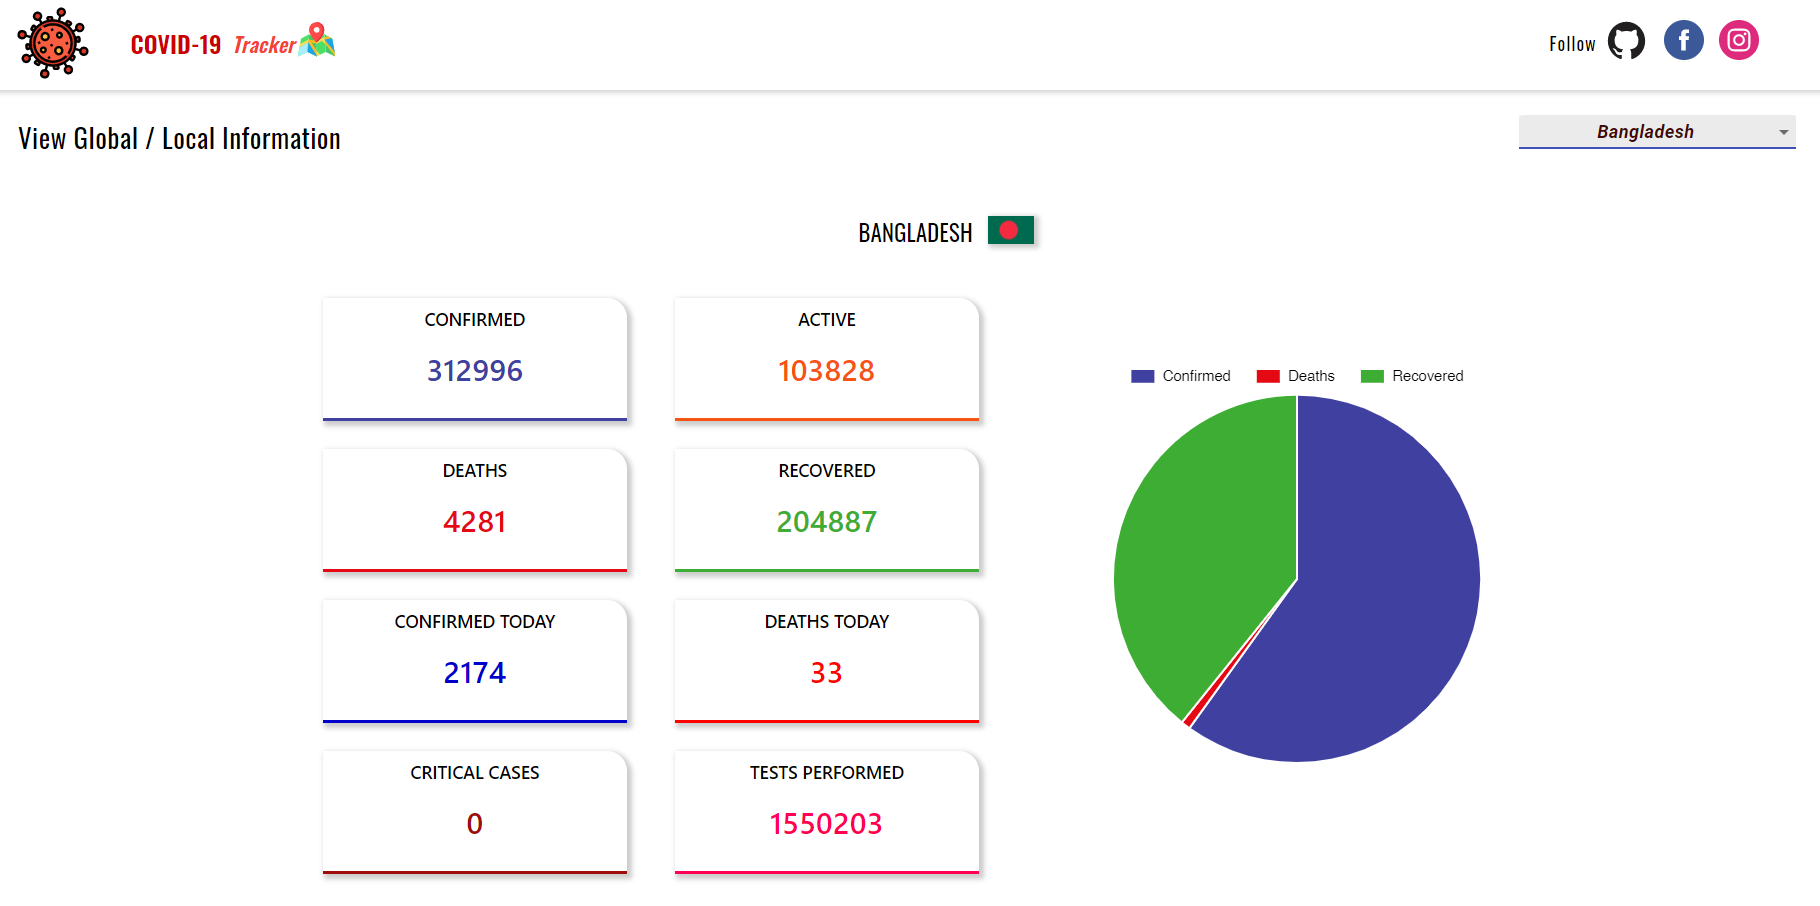 COVID-19 Tracker
Follow
View Global / Local Information
Bangladesh
BANGLADESH
CONFIRMED
312996
ACTIVE
103828
DEATHS
4281
RECOVERED
204887
CONFIRMED TODAY
2174
DEATHS TODAY
33
CRITICAL CASES
0
TESTS PERFORMED
1550203
Confirmed Deaths Recovered